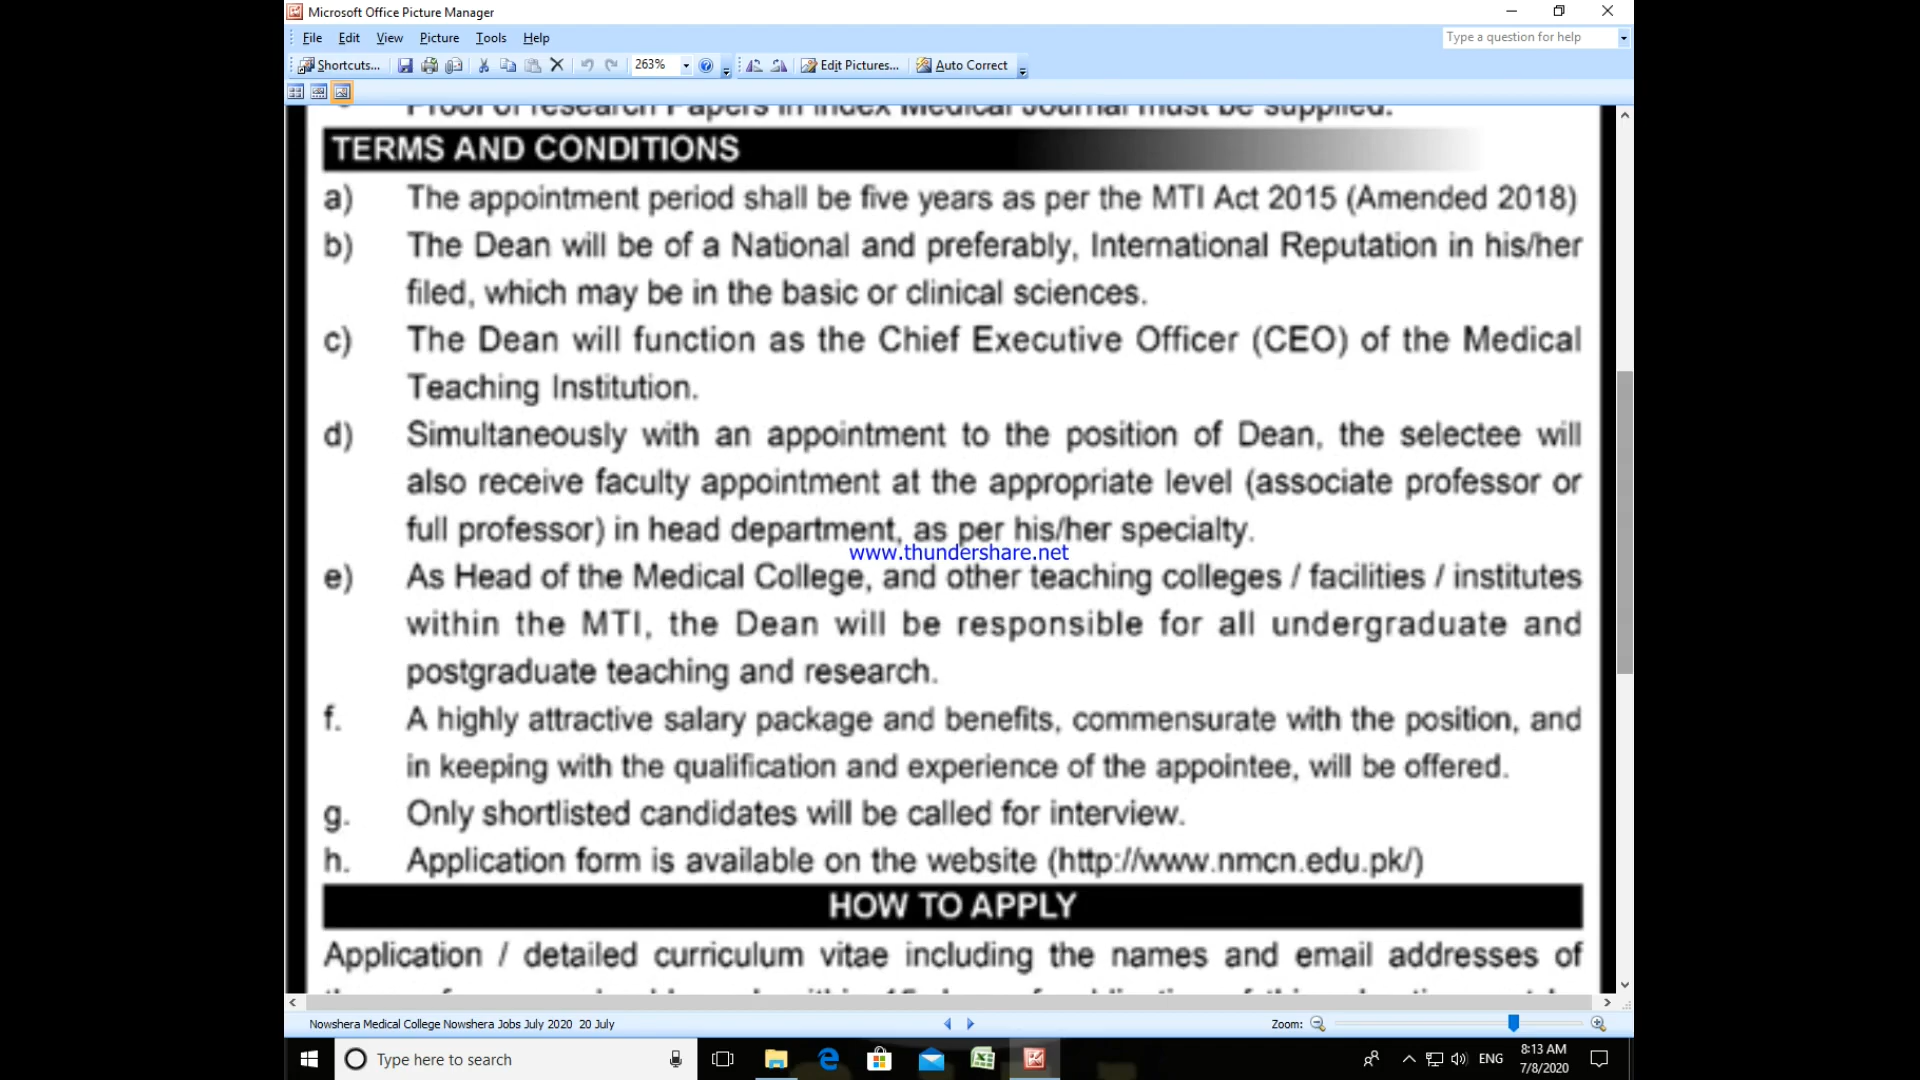 Microsoft Office Picture Manager
File Edit View Picture Tools Help
Type a question for help
Shortcuts... 263% Edit Pictures... Auto Correct
Proof of research Papers in Index Medical Journal must be supplied.
TERMS AND CONDITIONS
a) The appointment period shall be five years as per the MTI Act 2015 (Amended 2018)
b) The Dean will be of a National and preferably, International Reputation in his/her
filed, which may be in the basic or clinical sciences.
c) The Dean will function as the Chief Executive Officer (CEO) of the Medical
Teaching Institution.
d) Simultaneously with an appointment to the position of Dean, the selectee will
also receive faculty appointment at the appropriate level (associate professor or
full professor) in head department, as per his/her specialty.
www.thundershare.net
e) As Head of the Medical College, and other teaching colleges / facilities / institutes
within the MTI, the Dean will be responsible for all undergraduate and
postgraduate teaching and research.
f. A highly attractive salary package and benefits, commensurate with the position, and
in keeping with the qualification and experience of the appointee, will be offered.
g. Only shortlisted candidates will be called for interview.
h. Application form is available on the website (http://www.nmcn.edu.pk/)
HOW TO APPLY
Application / detailed curriculum vitae including the names and email addresses of
Nowshera Medical College Nowshera Jobs July 2020 20 July
Zoom:
Type here to search
ENG
8:13 AM
7/8/2020